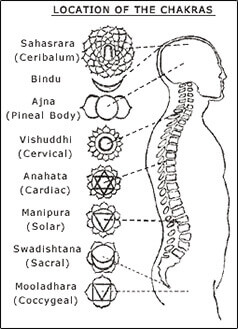 LOCATION OF THE CHAKRAS
Sahasrara
(Ceribalum)
Bindu
Ajna
(Pineal Body)
Vishuddhi
(Cervical)
Anahata
(Cardiac)
Manipura
(Solar)
Swadishtana
(Sacral)
Mooladhara
(Coccygeal)